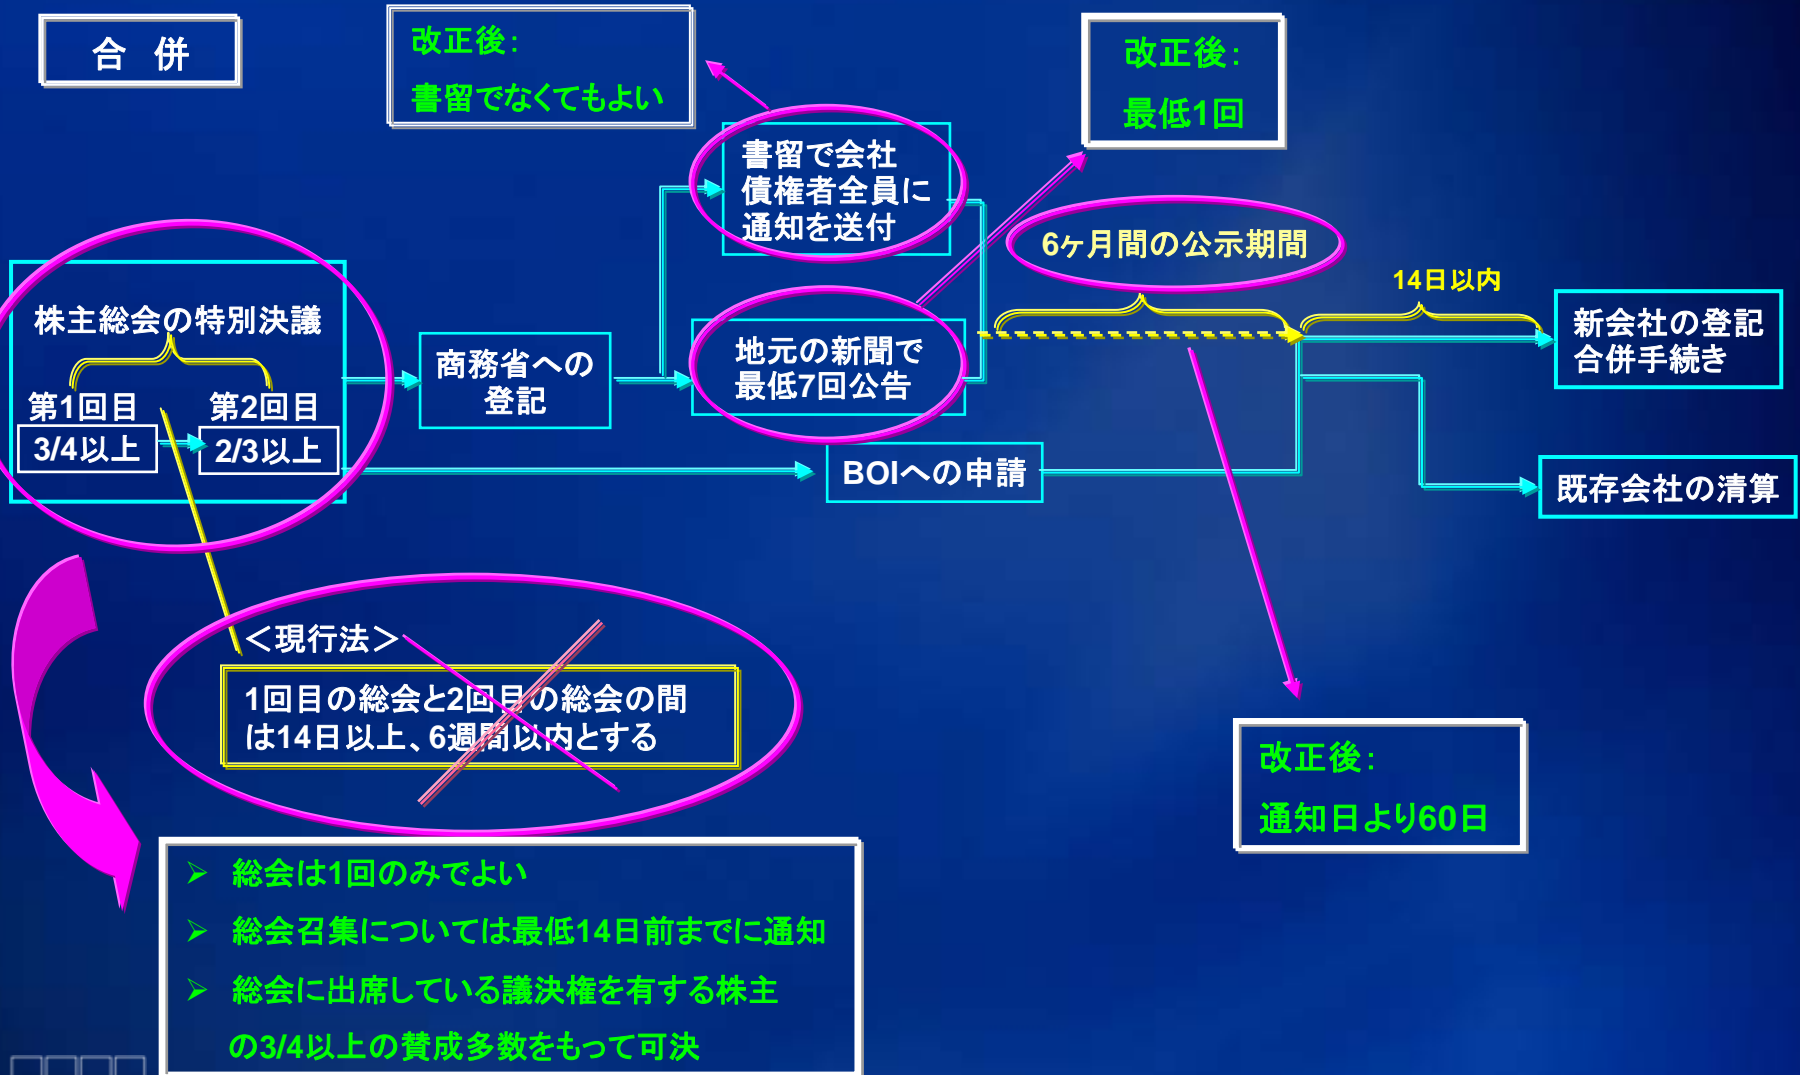 合 併
改正後：
書留でなくてもよい
改正後：
最低1回
書留で会社
債権者全員に
通知を送付
6ヶ月間の公示期間
14日以内
株主総会の特別決議
第1回目
第2回目
3/4以上
2/3以上
商務省への
登記
地元の新聞で
最低7回公告
新会社の登記
合併手続き
BOIへの申請
既存会社の清算
＜現行法＞
1回目の総会と2回目の総会の間
は14日以上、6週間以内とする
改正後：
通知日より60日
➢ 総会は1回のみでよい
➢ 総会召集については最低14日前までに通知
➢ 総会に出席している議決権を有する株主
の3/4以上の賛成多数をもって可決